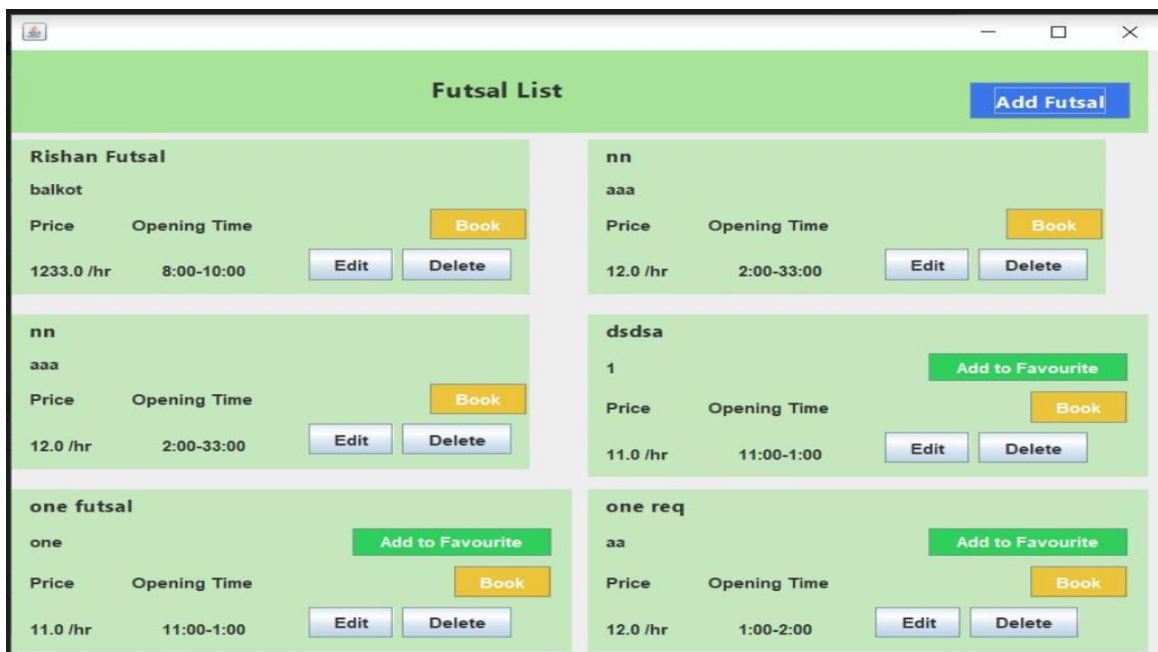 Futsal List
Add Futsal
Rishan Futsal
balkot
Price Opening Time Book
1233.0 /hr 8:00-10:00 Edit Delete
nn
aaa
Price Opening Time Book
12.0 /hr 2:00-33:00 Edit Delete
nn
aaa
Price Opening Time Book
12.0 /hr 2:00-33:00 Edit Delete
dsdsa
1 Add to Favourite
Price Opening Time Book
11.0 /hr 11:00-1:00 Edit Delete
one futsal
one Add to Favourite
Price Opening Time Book
11.0 /hr 11:00-1:00 Edit Delete
one req
aa Add to Favourite
Price Opening Time Book
12.0 /hr 1:00-2:00 Edit Delete